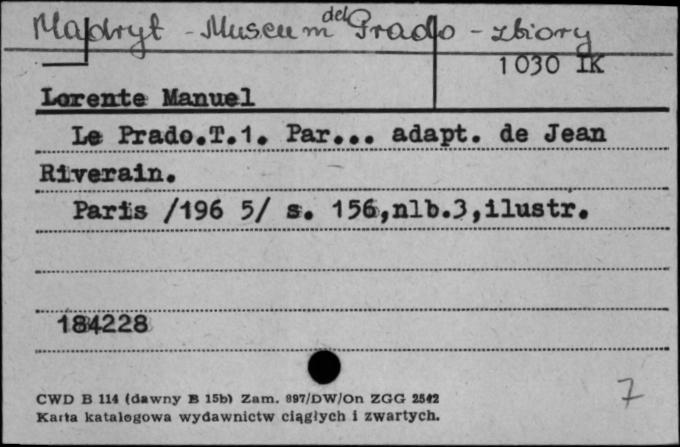 Madryt - Museum del Prado - zbiory
1030 IK
Lorente Manuel
Le Prado.T.1. Par... adapt. de Jean
Riverain.
Paris /196 5/ s. 156,nlb.3,ilustr.
184228
7
CWD B 114 (dawny B 15b) Zam. 897/DW/On ZGG 2542
Karta katalogowa wydawnictw ciągłych i zwartych.